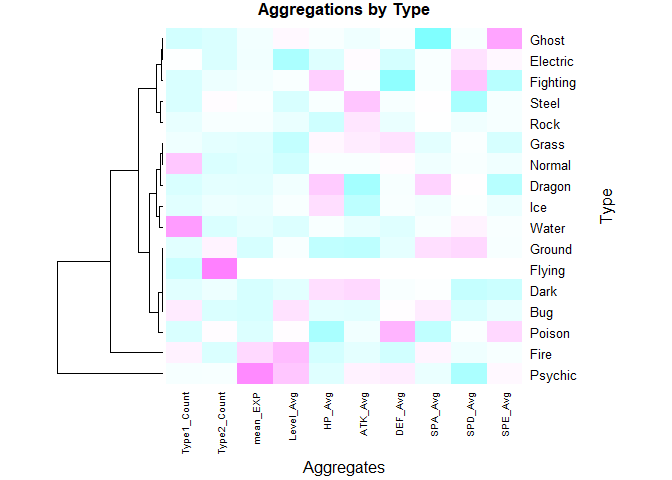 Aggregations by Type
Ghost
Electric
Fighting
Steel
Rock
Grass
Normal
Dragon
Ice
Water
Ground
Flying
Dark
Bug
Poison
Fire
Psychic
Type
Type1_Count
Type2_Count
mean_EXP
Level_Avg
HP_Avg
ATK_Avg
DEF_Avg
SPA_Avg
SPD_Avg
SPE_Avg
Aggregates